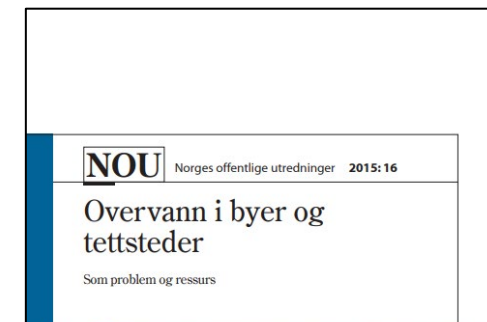 NOU Norges offentlige utredninger 2015: 16
Overvann i byer og
tettsteder
Som problem og ressurs